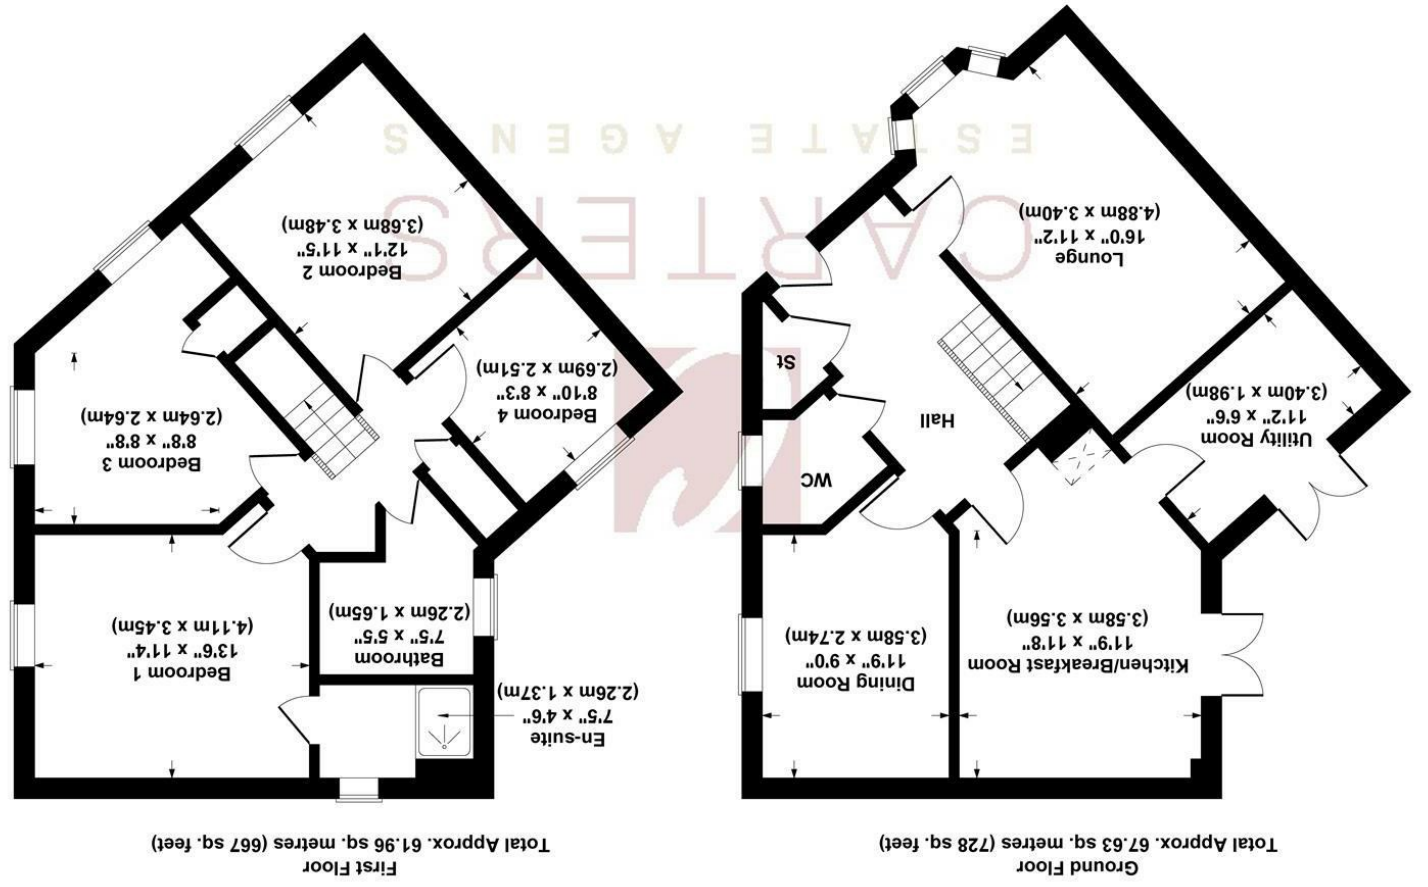 Ground Floor
Total Approx. 67.63 sq. metres (728 sq. feet)
Kitchen/Breakfast Room
11'9" x 11'8"
(3.58m x 3.56m)
Dining Room
11'9" x 9'0"
(3.58m x 2.74m)
Utility Room
11'2" x 6'6"
(3.40m x 1.98m)
Hall
WC
St
Lounge
16'0" x 11'2"
(4.88m x 3.40m)
First Floor
Total Approx. 61.96 sq. metres (667 sq. feet)
En-suite
7'5" x 4'6"
(2.26m x 1.37m)
Bedroom 1
13'6" x 11'4"
(4.11m x 3.45m)
Bathroom
7'5" x 5'5"
(2.26m x 1.65m)
Bedroom 3
8'8" x 8'8"
(2.64m x 2.64m)
Bedroom 4
8'10" x 8'3"
(2.69m x 2.51m)
Bedroom 2
12'1" x 11'5"
(3.68m x 3.48m)
CARTERS
ESTATE AGENTS